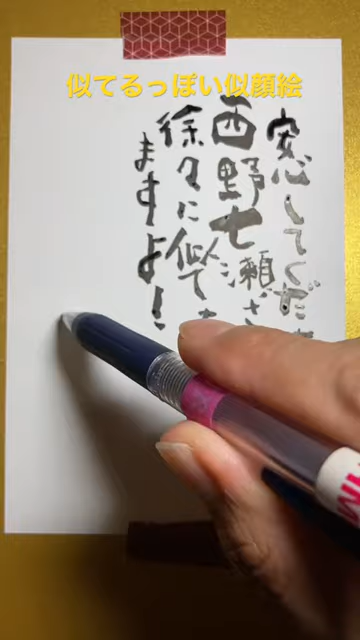 似てるっぽい似顔絵
安心してくだ
西野七瀬さ
徐々に似て
ますよ!